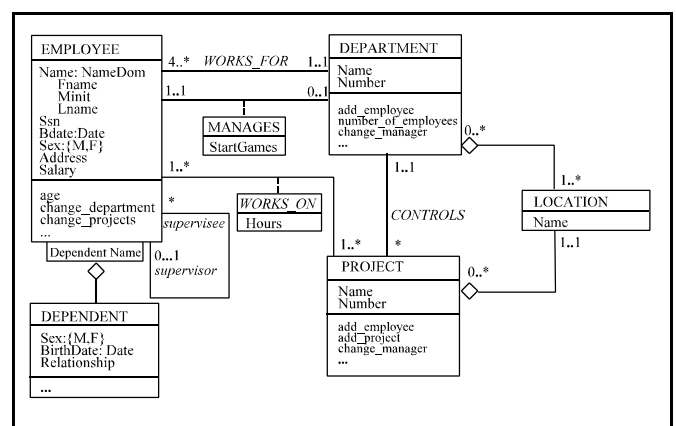 EMPLOYEE
Name: NameDom
Fname
Minit
Lname
Ssn
Bdate:Date
Sex:{M,F}
Address
Salary
age
change_department
change_projects
...
Dependent Name
DEPENDENT
Sex:{M,F}
BirthDate: Date
Relationship
...
4..* WORKS_FOR 1..1
1..1 0..1
MANAGES
StartGames
1..*
WORKS_ON
Hours
1..*
*
supervisee
0...1
supervisor
DEPARTMENT
Name
Number
add_employee
number_of_employees
change_manager
...
0..*
1..1
CONTROLS
*
PROJECT
Name
Number
add_employee
add_project
change_manager
...
0..*
1..*
LOCATION
Name
1..1